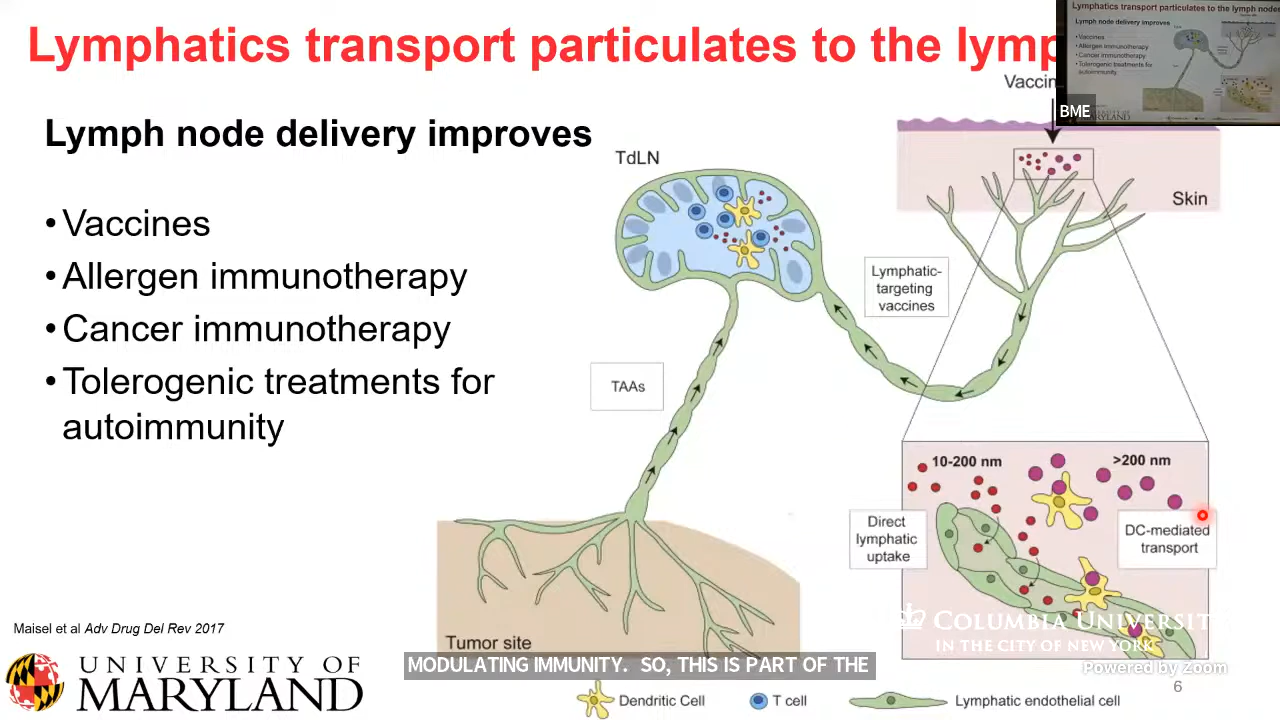 Lymphatics transport particulates to the lymp
Lymph node delivery improves
• Vaccines
• Allergen immunotherapy
• Cancer immunotherapy
• Tolerogenic treatments for
autoimmunity
Vaccin
TdLN
Skin
Lymphatic-
targeting
vaccines
TAAs
10-200 nm
>200 nm
Direct
lymphatic
uptake
DC-mediated
transport
Tumor site
Dendritic Cell
T cell
Lymphatic endothelial cell
Maisel et al Adv Drug Del Rev 2017
UNIVERSITY OF
MARYLAND
6
MODULATING IMMUNITY. SO, THIS IS PART OF THE
COLUMBIA UNIVERSITY
IN THE CITY OF NEW YORK
Powered by Zoom
BME
Lymphatics transport particulates to the lymph nodes
Lymph node delivery improves
• Vaccines
• Allergen immunotherapy
• Cancer immunotherapy
• Tolerogenic treatments for
autoimmunity
MARYLAND